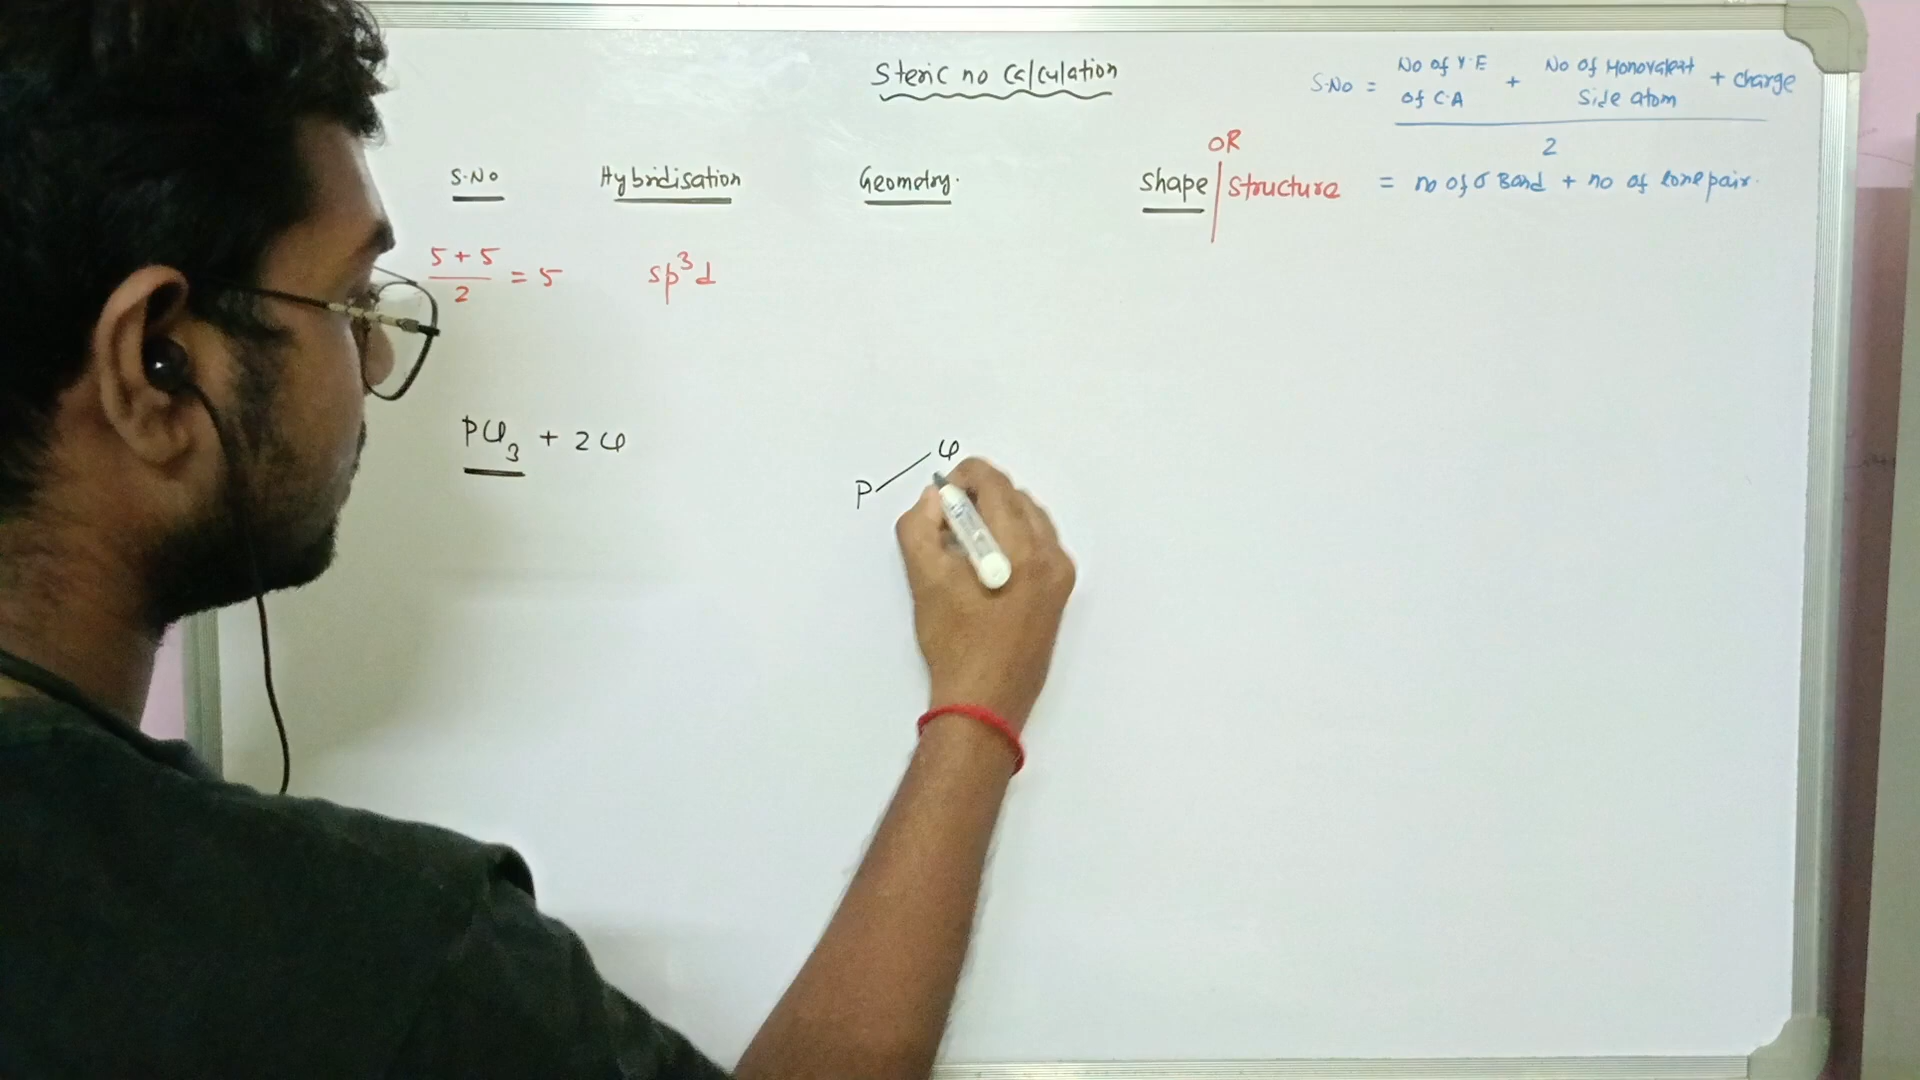 Steric no Calculation
S.No = No of V.E of C.A + No of Monovalent Side atom + charge
2
= no of σ Bond + no of lone pair.
S.No Hybridisation Geometry. Shape OR Structure
5 + 5 / 2 = 5 sp³d
PCl₃ + 2Cl
P Cl